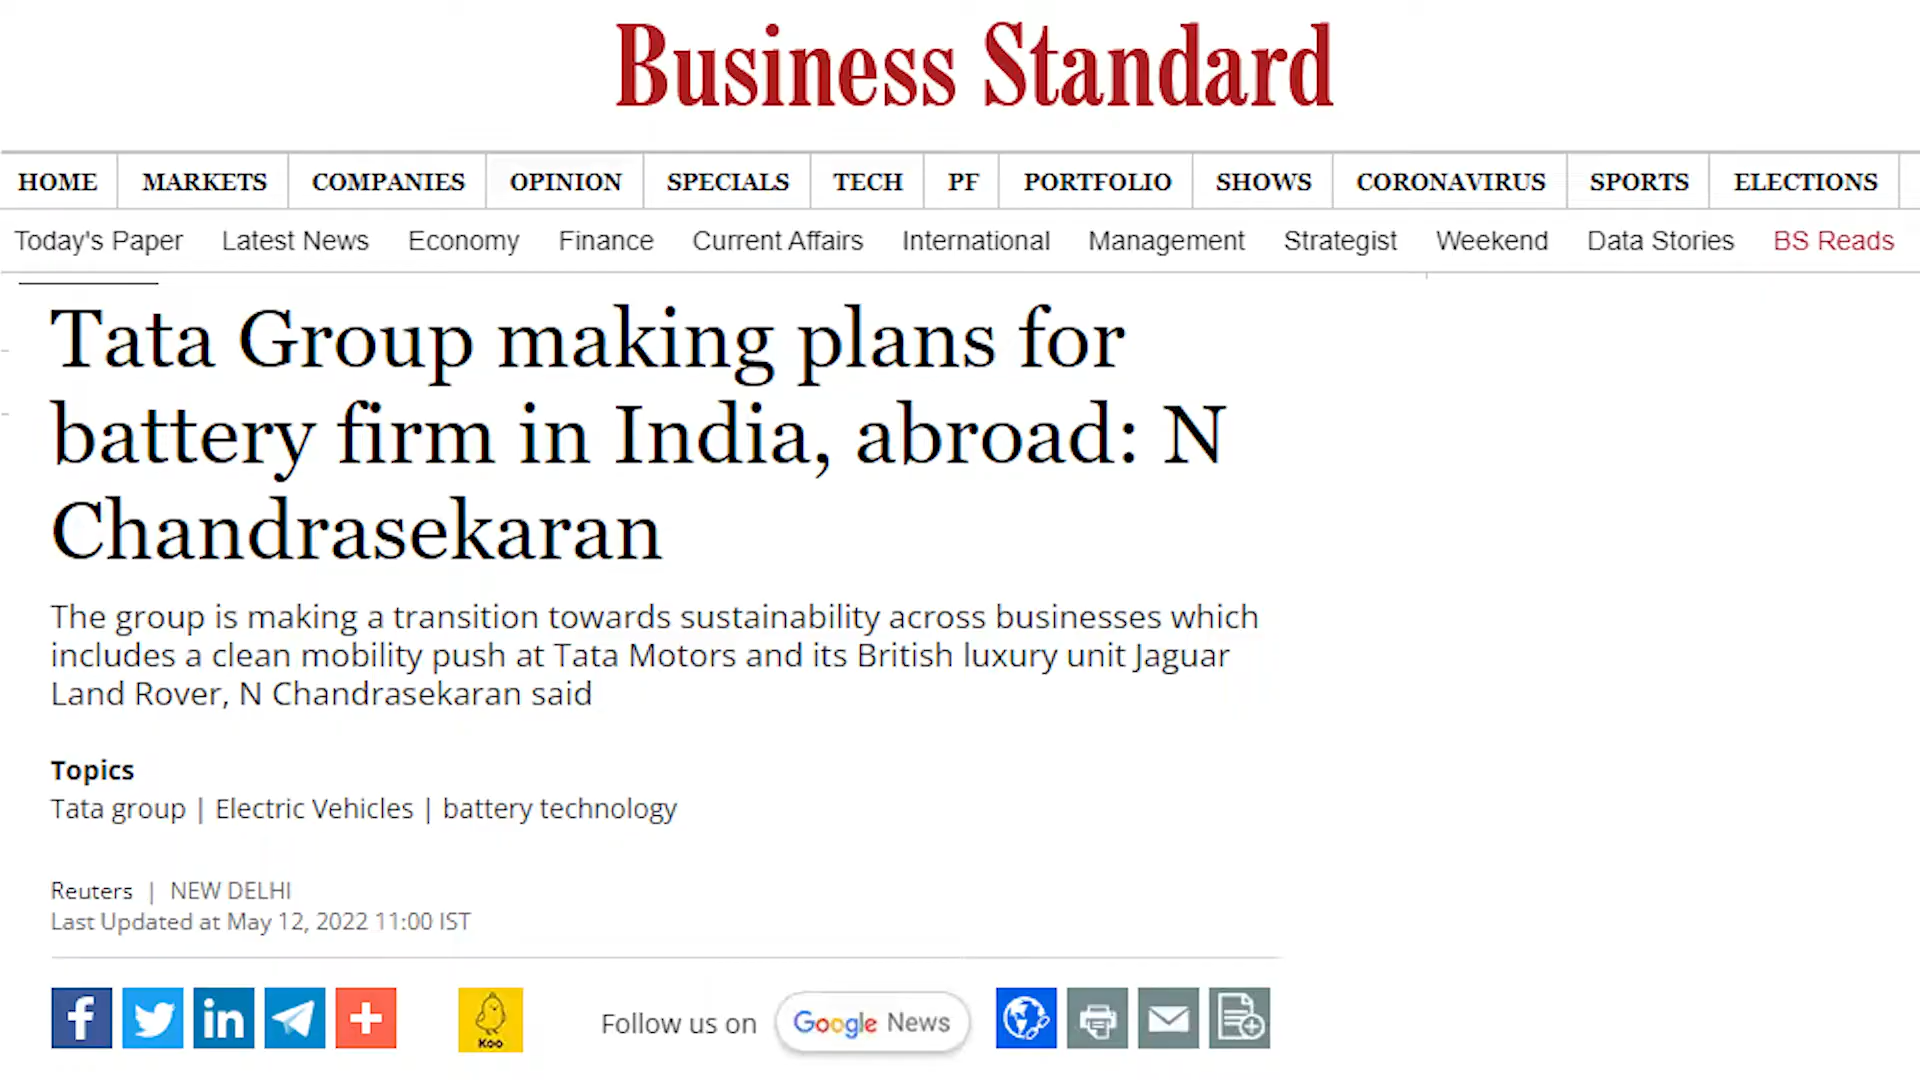 Business Standard
HOME MARKETS COMPANIES OPINION SPECIALS TECH PF PORTFOLIO SHOWS CORONAVIRUS SPORTS ELECTIONS
Today's Paper Latest News Economy Finance Current Affairs International Management Strategist Weekend Data Stories BS Reads
Tata Group making plans for
battery firm in India, abroad: N
Chandrasekaran
The group is making a transition towards sustainability across businesses which
includes a clean mobility push at Tata Motors and its British luxury unit Jaguar
Land Rover, N Chandrasekaran said
Topics
Tata group | Electric Vehicles | battery technology
Reuters | NEW DELHI
Last Updated at May 12, 2022 11:00 IST
f in Koo Follow us on Google News